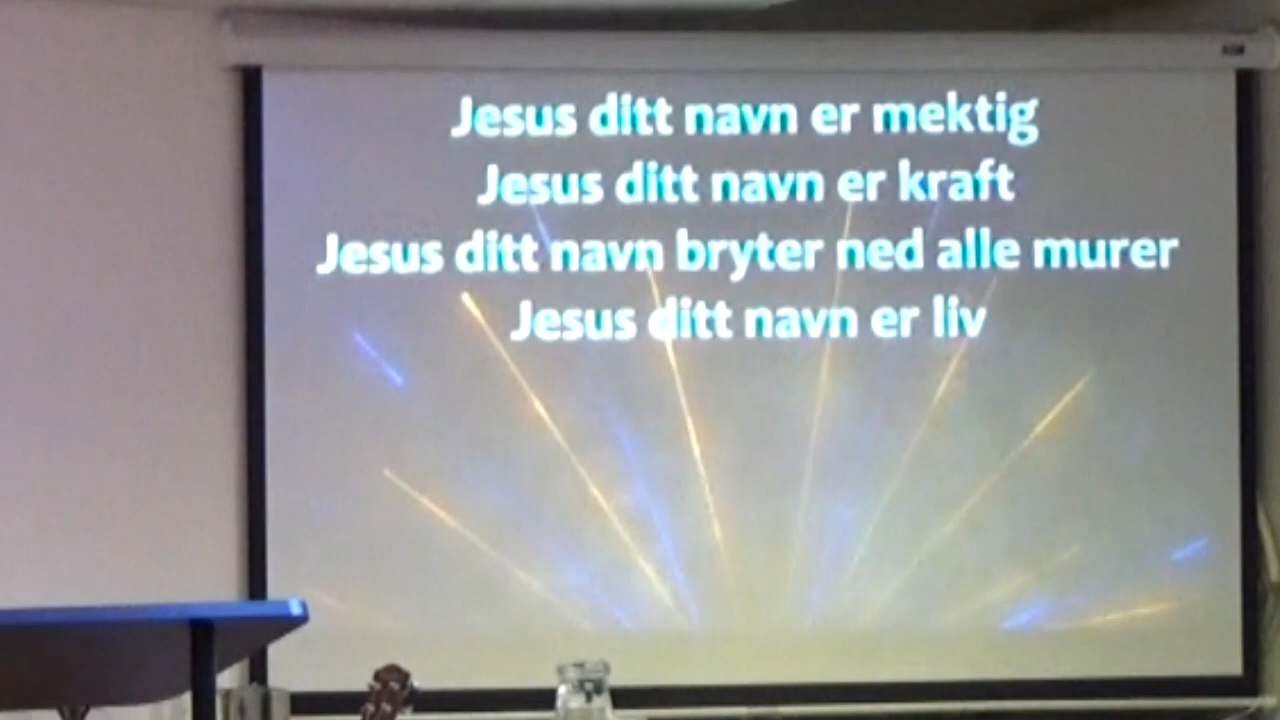 Jesus ditt navn er mektig
Jesus ditt navn er kraft
Jesus ditt navn bryter ned alle murer
Jesus ditt navn er liv